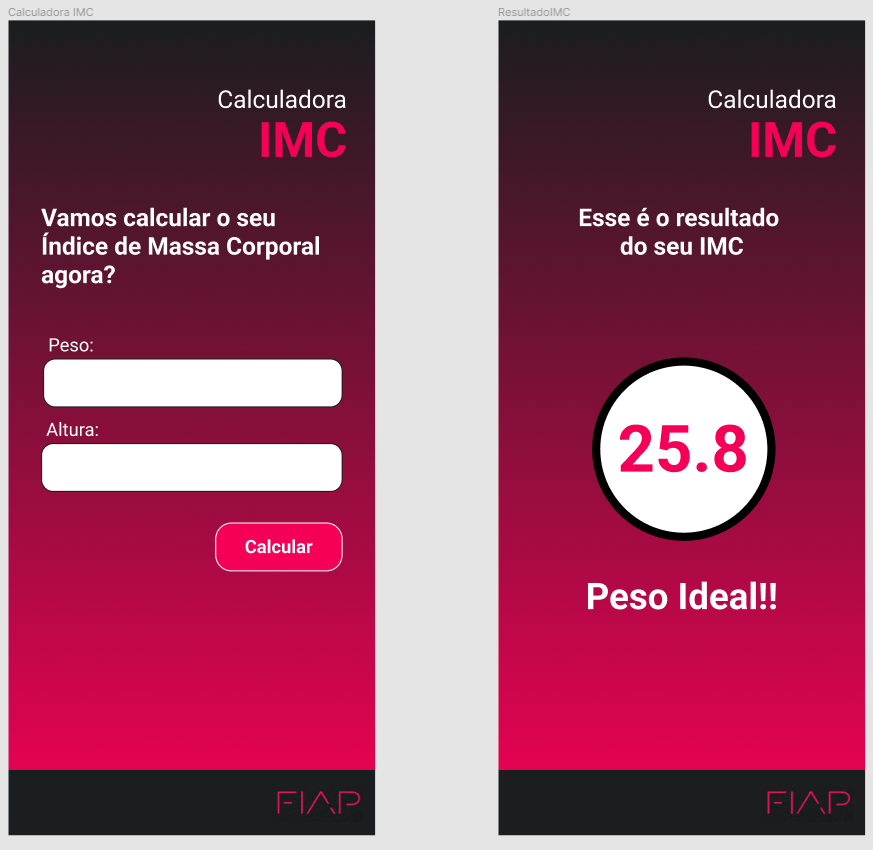 Calculadora IMC
Calculadora
IMC
Vamos calcular o seu
Índice de Massa Corporal
agora?
Peso:
Altura:
Calcular
FIAP
ResultadoIMC
Calculadora
IMC
Esse é o resultado
do seu IMC
25.8
Peso Ideal!!
FIAP